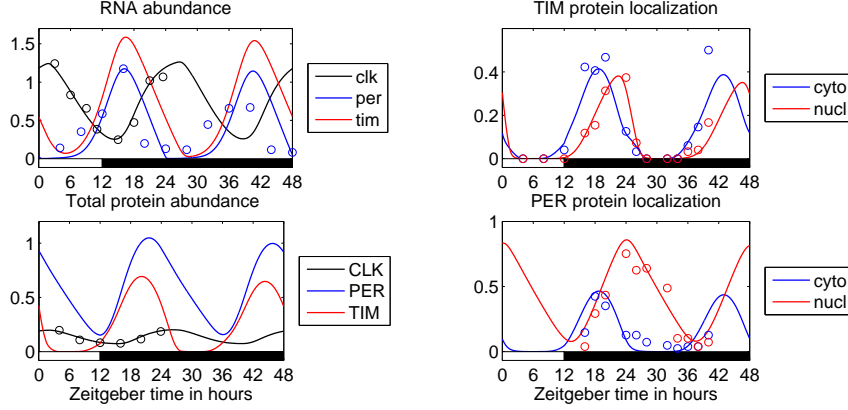 RNA abundance
1.5
1
0.5
0
0 6 12 18 24 30 36 42 48
clk
per
tim
TIM protein localization
0.4
0.2
0
0 6 12 18 24 30 36 42 48
cyto
nucl
Total protein abundance
1
0.5
0
0 6 12 18 24 30 36 42 48
Zeitgeber time in hours
CLK
PER
TIM
PER protein localization
1
0.5
0
0 6 12 18 24 30 36 42 48
Zeitgeber time in hours
cyto
nucl